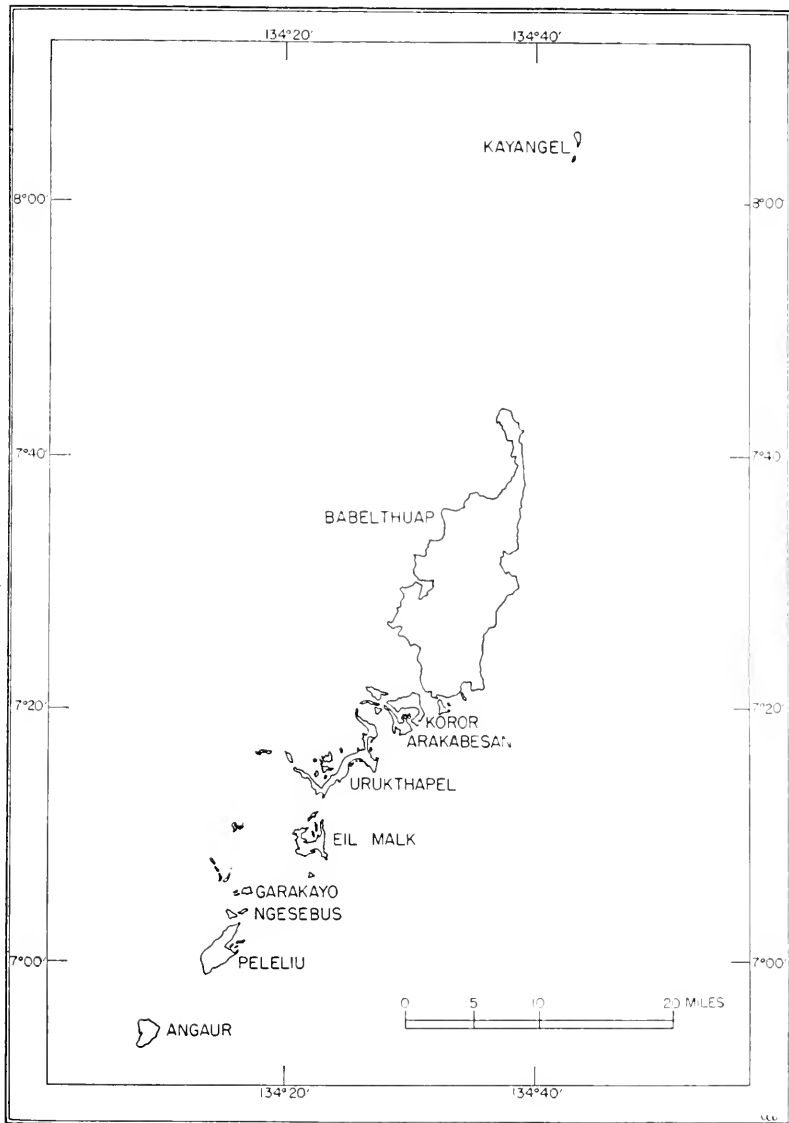 134°20' 134°40'
KAYANGEL
8°00' 8°00'
7°40' 7°40'
BABELTHUAP
7°20' 7°20'
KOROR
ARAKABESAN
URUKTHAPEL
EIL MALK
GARAKAYO
NGESEBUS
7°00' 7°00'
PELELIU
0 5 10 20 MILES
ANGAUR
134°20' 134°40'